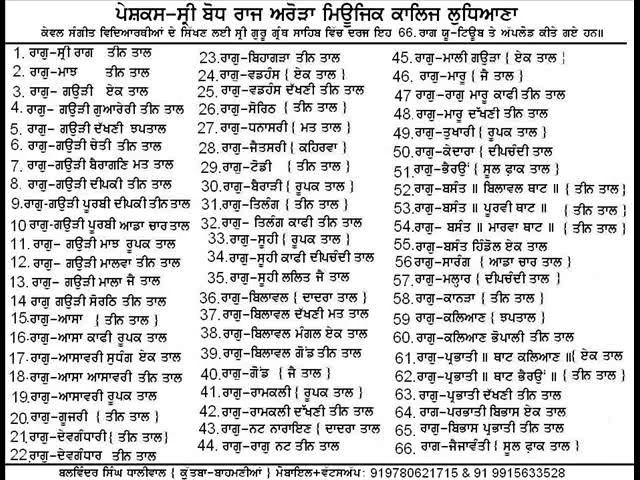 ਪੇਸ਼ਕਸ-ਸ੍ਰੀ ਬੋਧ ਰਾਜ ਅਰੋੜਾ ਮਿਊਜਿਕ ਕਾਲਿਜ ਲੁਧਿਆਣਾ
ਕੇਵਲ ਸੰਗੀਤ ਵਿਦਿਆਰਥੀਆਂ ਦੇ ਸਿੱਖਣ ਲਈ ਸ੍ਰੀ ਗੁਰੂ ਗ੍ਰੰਥ ਸਾਹਿਬ ਵਿੱਚ ਦਰਜ ਇਹ 66.ਰਾਗ ਯੂ-ਟਿਊਬ ਤੇ ਅੱਪਲੋਡ ਕੀਤੇ ਗਏ ਹਨ॥
1. ਰਾਗੁ-ਸ੍ਰੀ ਰਾਗ ਤੀਨ ਤਾਲ
2. ਰਾਗੁ-ਮਾਝ ਤੀਨ ਤਾਲ
3. ਰਾਗੁ- ਗਉੜੀ ਏਕ ਤਾਲ
4. ਰਾਗੁ- ਗਉੜੀ ਗੁਆਰੇਰੀ ਤੀਨ ਤਾਲ
5. ਰਾਗੁ- ਗਉੜੀ ਦੱਖਣੀ ਝਪਤਾਲ
6. ਰਾਗੁ-ਗਉੜੀ ਚੇਤੀ ਤੀਨ ਤਾਲ
7. ਰਾਗੁ-ਗਉੜੀ ਬੈਰਾਗਣਿ ਮਤ ਤਾਲ
8. ਰਾਗੁ-ਗਉੜੀ ਦੀਪਕੀ ਤੀਨ ਤਾਲ
9.ਰਾਗੁ-ਗਉੜੀ ਪੂਰਬੀ ਦੀਪਕੀ ਤੀਨ ਤਾਲ
10 ਰਾਗੁ-ਗਉੜੀ ਪੂਰਬੀ ਆਡਾ ਚਾਰ ਤਾਲ
11. ਰਾਗੁ- ਗਉੜੀ ਮਾਝ ਰੂਪਕ ਤਾਲ
12. ਰਾਗੁ- ਗਉੜੀ ਮਾਲਵਾ ਤੀਨ ਤਾਲ
13. ਰਾਗੁ- ਗਉੜੀ ਮਾਲਾ ਜੈ ਤਾਲ
14 ਰਾਗੁ ਗਉੜੀ ਸੋਰਠਿ ਤੀਨ ਤਾਲ
15.ਰਾਗੁ-ਆਸਾ { ਤੀਨ ਤਾਲ }
16.ਰਾਗੁ-ਆਸਾ ਕਾਫੀ ਰੂਪਕ ਤਾਲ
17. ਰਾਗੁ-ਆਸਾਵਰੀ ਸੁਧੰਗ ਏਕ ਤਾਲ
18.ਰਾਗੁ-ਆਸਾ ਆਸਾਵਰੀ ਤੀਨ ਤਾਲ
19.ਰਾਗੁ-ਆਸਾਵਰੀ ਰੂਪਕ ਤਾਲ
20. ਰਾਗੁ-ਗੂਜਰੀ { ਤੀਨ ਤਾਲ }
21.ਰਾਗੁ-ਦੇਵਗੰਧਾਰੀ { ਤੀਨ ਤਾਲ }
22.ਰਾਗੁ-ਦੇਵਗੰਧਾਰ ਤੀਨ ਤਾਲ
23.ਰਾਗੁ-ਬਿਹਾਗੜਾ ਤੀਨ ਤਾਲ
24.ਰਾਗੁ-ਵਡਹੰਸ { ਏਕ ਤਾਲ }
25.ਰਾਗੁ-ਵਡਹੰਸ ਦੱਖਣੀ ਤੀਨ ਤਾਲ
26.ਰਾਗੁ-ਸੋਰਿਠ { ਤੀਨ ਤਾਲ }
27.ਰਾਗੁ-ਧਨਾਸਰੀ { ਮਤ ਤਾਲ }
28.ਰਾਗੁ-ਜੈਤਸਰੀ { ਕਹਿਰਵਾ }
29.ਰਾਗੁ-ਟੋਡੀ { ਤੀਨ ਤਾਲ }
30.ਰਾਗੁ-ਬੈਰਾੜੀ { ਰੂਪਕ ਤਾਲ }
31.ਰਾਗੁ-ਤਿਲੰਗ { ਤੀਨ ਤਾਲ }
32.ਰਾਗੁ- ਤਿਲੰਗ ਕਾਫੀ ਤੀਨ ਤਾਲ
33.ਰਾਗੁ-ਸੂਹੀ { ਰੂਪਕ ਤਾਲ }
34.ਰਾਗੁ-ਸੂਹੀ ਕਾਫੀ ਦੀਪਚੰਦੀ ਤਾਲ
35.ਰਾਗੁ-ਸੂਹੀ ਲਲਿਤ ਜੈ ਤਾਲ
36.ਰਾਗੁ-ਬਿਲਾਵਲ { ਦਾਦਰਾ ਤਾਲ }
37.ਰਾਗੁ-ਬਿਲਾਵਲ ਦੱਖਣੀ ਮਤ ਤਾਲ
38.ਰਾਗੁ-ਬਿਲਾਵਲ ਮੰਗਲ ਏਕ ਤਾਲ
39.ਰਾਗੁ-ਬਿਲਾਵਲ ਗੌਂਡ ਤੀਨ ਤਾਲ
40.ਰਾਗੁ-ਗੌਂਡ { ਜੈ ਤਾਲ }
41.ਰਾਗੁ-ਰਾਮਕਲੀ { ਰੂਪਕ ਤਾਲ }
42.ਰਾਗੁ-ਰਾਮਕਲੀ ਦੱਖਣੀ ਤੀਨ ਤਾਲ
43.ਰਾਗੁ-ਨਟ ਨਾਰਾਇਣ { ਦਾਦਰਾ ਤਾਲ }
44. ਰਾਗੁ-ਰਾਗੁ ਨਟ ਤੀਨ ਤਾਲ
45.ਰਾਗੁ-ਮਾਲੀ ਗਉੜਾ { ਏਕ ਤਾਲ }
46.ਰਾਗੁ-ਮਾਰੂ { ਜੈ ਤਾਲ }
47 ਰਾਗੁ-ਰਾਗੁ ਮਾਰੂ ਕਾਫੀ ਤੀਨ ਤਾਲ
48.ਰਾਗੁ-ਮਾਰੂ ਦੱਖਣੀ ਤੀਨ ਤਾਲ
49.ਰਾਗੁ-ਤੁਖਾਰੀ { ਰੂਪਕ ਤਾਲ }
50.ਰਾਗੁ-ਕੇਦਾਰਾ { ਦੀਪਚੰਦੀ ਤਾਲ }
51.ਰਾਗੁ-ਭੈਰਉਂ { ਸੂਲ ਫ਼ਾਕ ਤਾਲ }
52.ਰਾਗੁ-ਬਸੰਤ ॥ ਬਿਲਾਵਲ ਥਾਟ ॥ { ਤੀਨ ਤਾਲ }
53.ਰਾਗੁ-ਬਸੰਤ ॥ ਪੂਰਵੀ ਥਾਟ ॥ { ਤੀਨ ਤਾਲ }
54.ਰਾਗੁ- ਬਸੰਤ ॥ ਮਾਰਵਾ ਥਾਟ ॥ { ਤੀਨ ਤਾਲ }
55.ਰਾਗੁ-ਬਸੰਤ ਹਿੰਡੋਲ ਏਕ ਤਾਲ
56.ਰਾਗੁ-ਸਾਰੰਗ { ਆਡਾ ਚਾਰ ਤਾਲ }
57.ਰਾਗੁ-ਮਲ੍ਹਾਰ { ਦੀਪਚੰਦੀ ਤਾਲ }
58.ਰਾਗੁ-ਕਾਨੜਾ { ਤੀਨ ਤਾਲ }
59 ਰਾਗੁ-ਕਲਿਆਣ { ਝਪਤਾਲ }
60.ਰਾਗੁ-ਕਲਿਆਣ ਭੋਪਾਲੀ ਤੀਨ ਤਾਲ
61.ਰਾਗੁ-ਪ੍ਰਭਾਤੀ ॥ ਥਾਟ ਕਲਿਆਣ ॥{ ਏਕ ਤਾਲ }
62.ਰਾਗੁ-ਪ੍ਰਭਾਤੀ ॥ ਥਾਟ ਭੈਰਉਂ ॥ { ਤੀਨ ਤਾਲ }
63.ਰਾਗੁ-ਪ੍ਰਭਾਤੀ ਦੱਖਣੀ ਤੀਨ ਤਾਲ
64.ਰਾਗੁ-ਪਰਭਾਤੀ ਬਿਭਾਸ ਏਕ ਤਾਲ
65.ਰਾਗੁ-ਬਿਭਾਸ ਪ੍ਰਭਾਤੀ ਤੀਨ ਤਾਲ
66.ਰਾਗੁ-ਜੈਜਾਵੰਤੀ { ਸੂਲ ਫ਼ਾਕ ਤਾਲ }
ਬਲਵਿੰਦਰ ਸਿੰਘ ਧਾਲੀਵਾਲ { ਕੁੱਤਬਾ-ਬਾਹਮਣੀਆਂ } ਮੋਬਾਇਲ+ਵੱਟਸਅਪ: 919780621715 & 91 9915633528